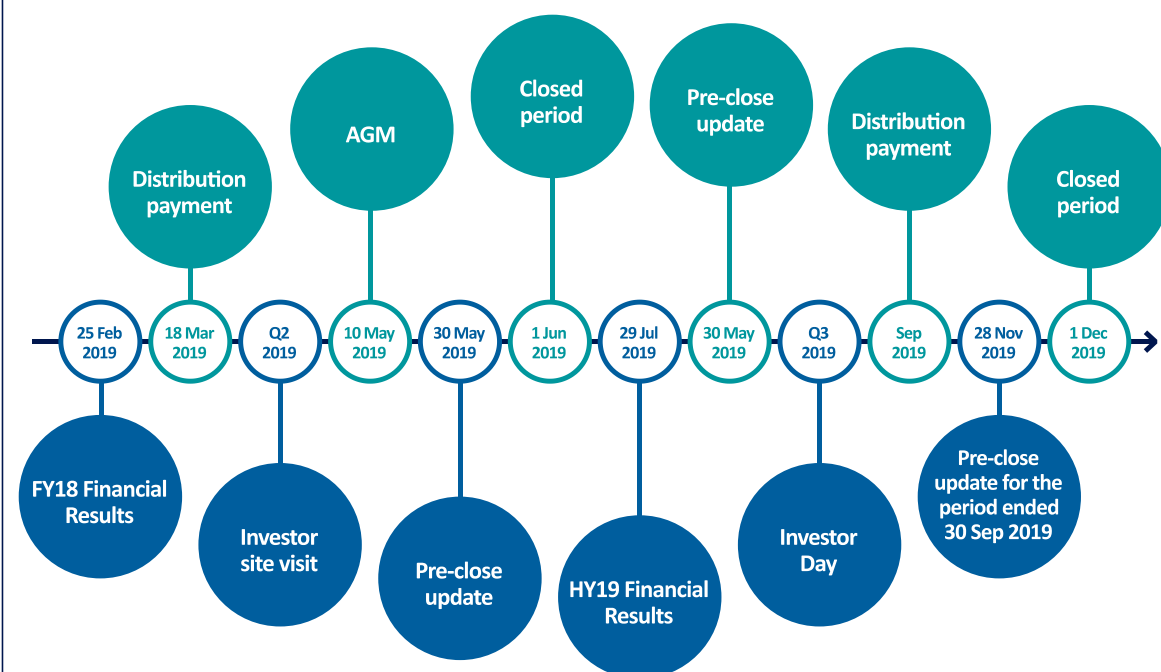 Closed
period
Pre-close
update
AGM
Distribution
payment
Distribution
payment
Closed
period
25 Feb
2019
18 Mar
2019
Q2
2019
10 May
2019
30 May
2019
1 Jun
2019
29 Jul
2019
30 May
2019
Q3
2019
Sep
2019
28 Nov
2019
1 Dec
2019
FY18 Financial
Results
Investor
site visit
Pre-close
update
HY19 Financial
Results
Investor
Day
Pre-close
update for the
period ended
30 Sep 2019